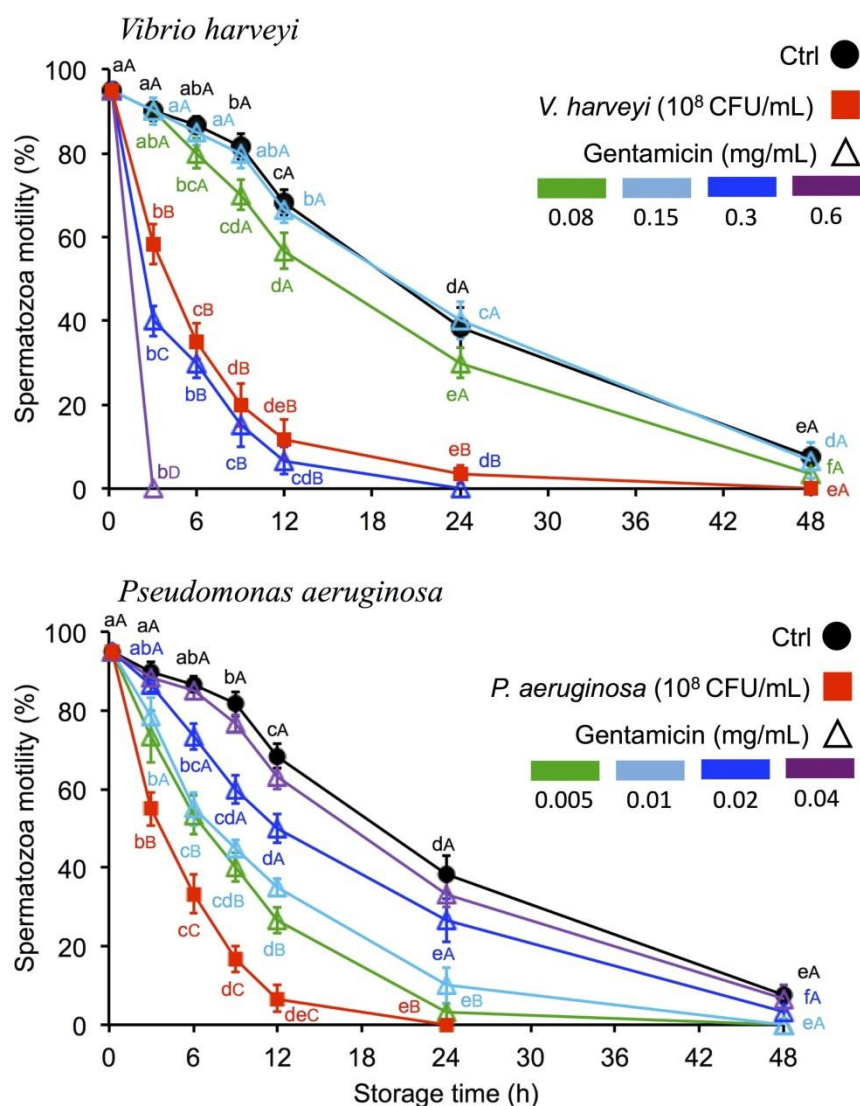 Vibrio harveyi
Ctrl
V. harveyi (10⁸ CFU/mL)
Gentamicin (mg/mL)
0.08 0.15 0.3 0.6
Spermatozoa motility (%)
100
80
60
40
20
0
aA aA abA bA
aA aA abA cA bA
abA bcA cdA dA
bB cB dB deB
bC bB cB cdB
bD
dA cA eA eB dB
eA dA fA eA
0 6 12 18 24 30 36 42 48
Pseudomonas aeruginosa
Ctrl
P. aeruginosa (10⁸ CFU/mL)
Gentamicin (mg/mL)
0.005 0.01 0.02 0.04
Spermatozoa motility (%)
100
80
60
40
20
0
aA aA abA bA cA
abA bcA cdA dA
bA cB cdB dB
bB cC dC deC
dA eA eB eB
eA fA eA
0 6 12 18 24 30 36 42 48
Storage time (h)